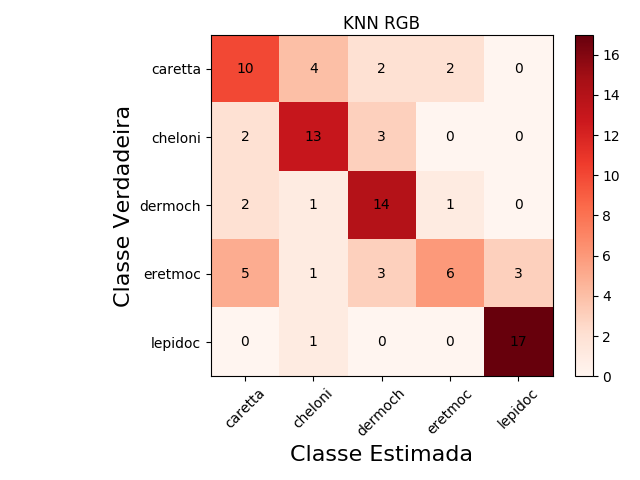 KNN RGB
caretta 10 4 2 2 0
cheloni 2 13 3 0 0
dermoch 2 1 14 1 0
eretmoc 5 1 3 6 3
lepidoc 0 1 0 0 17
caretta cheloni dermoch eretmoc lepidoc
Classe Estimada
Classe Verdadeira
16
14
12
10
8
6
4
2
0